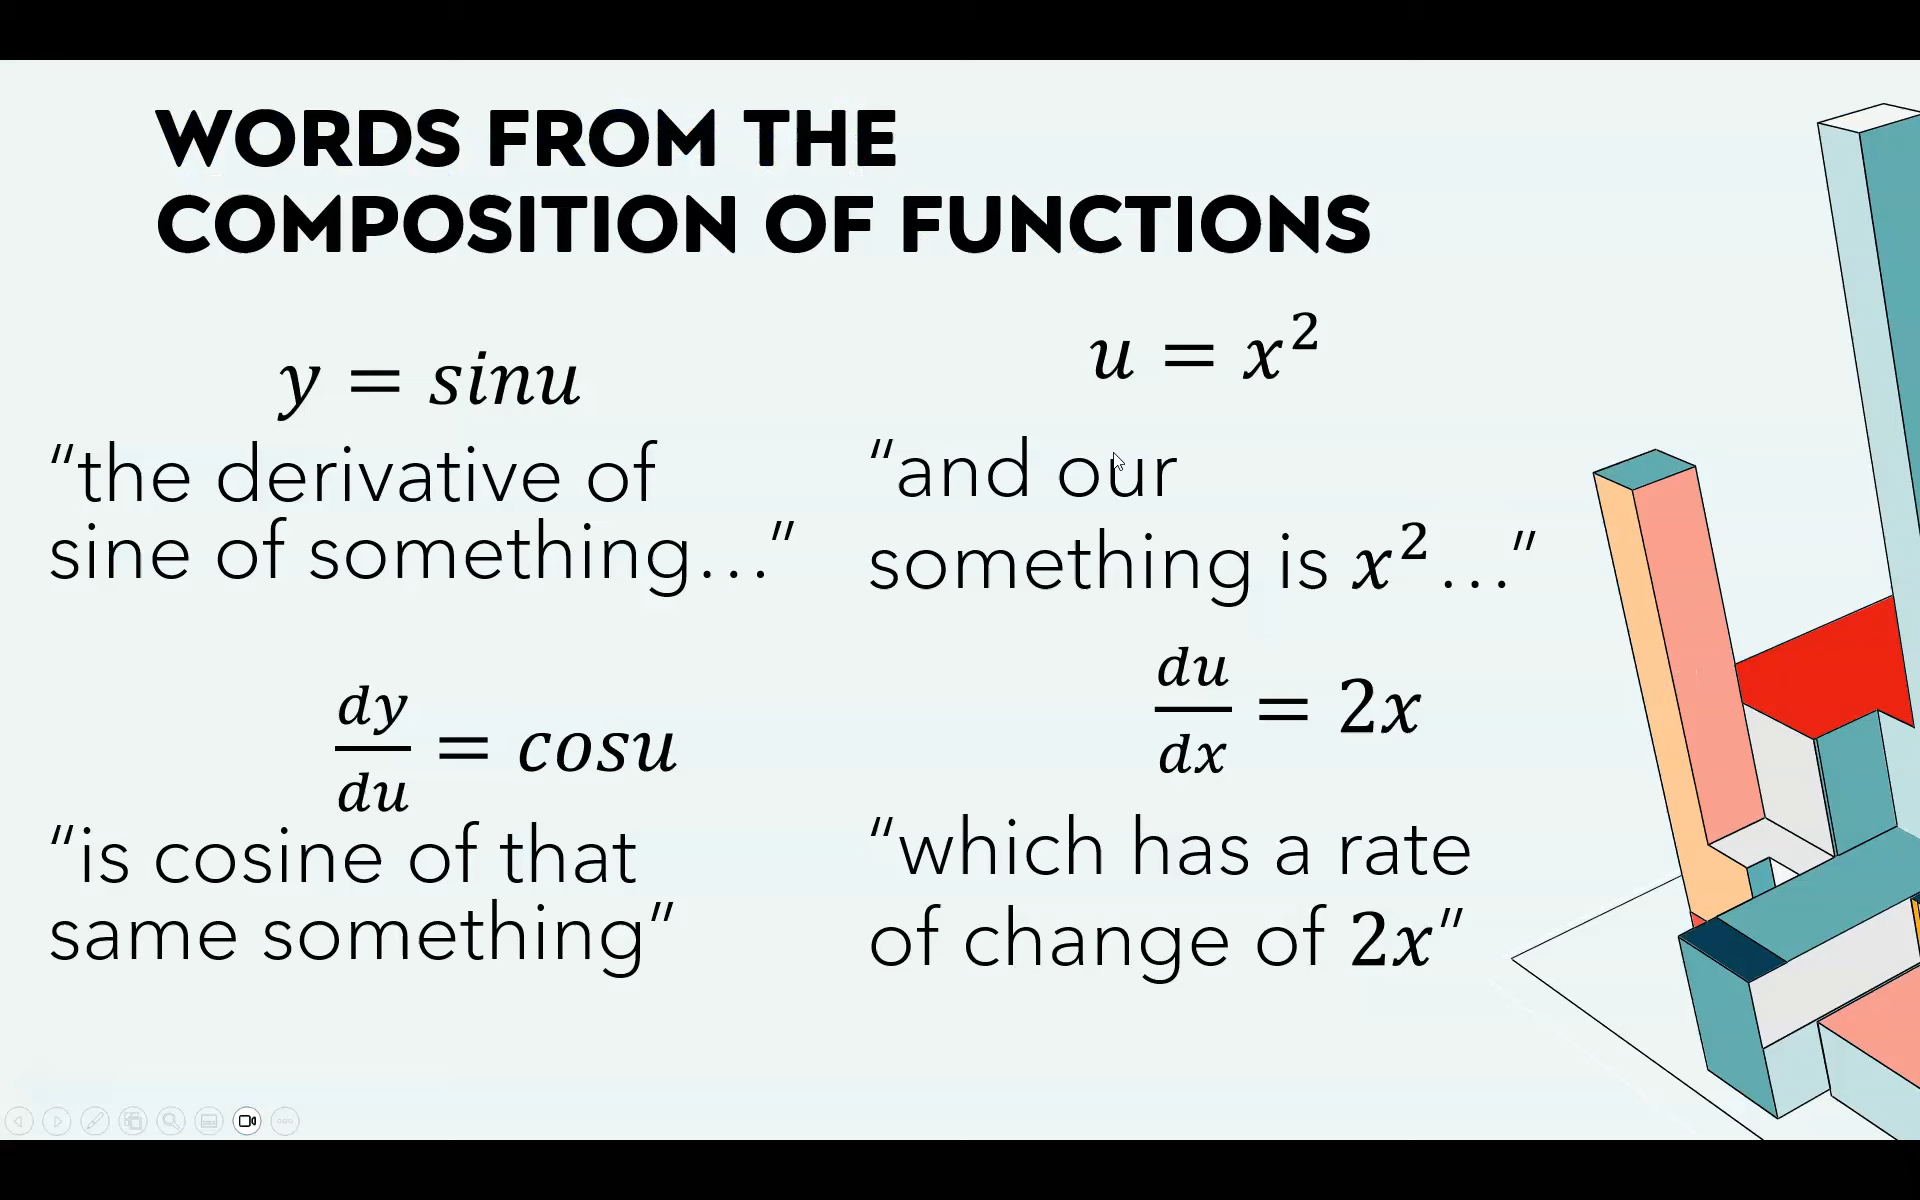 WORDS FROM THE
COMPOSITION OF FUNCTIONS
y = sinu
"the derivative of
sine of something..."
dy/du = cosu
"is cosine of that
same something"
u = x²
"and our
something is x²..."
du/dx = 2x
"which has a rate
of change of 2x"